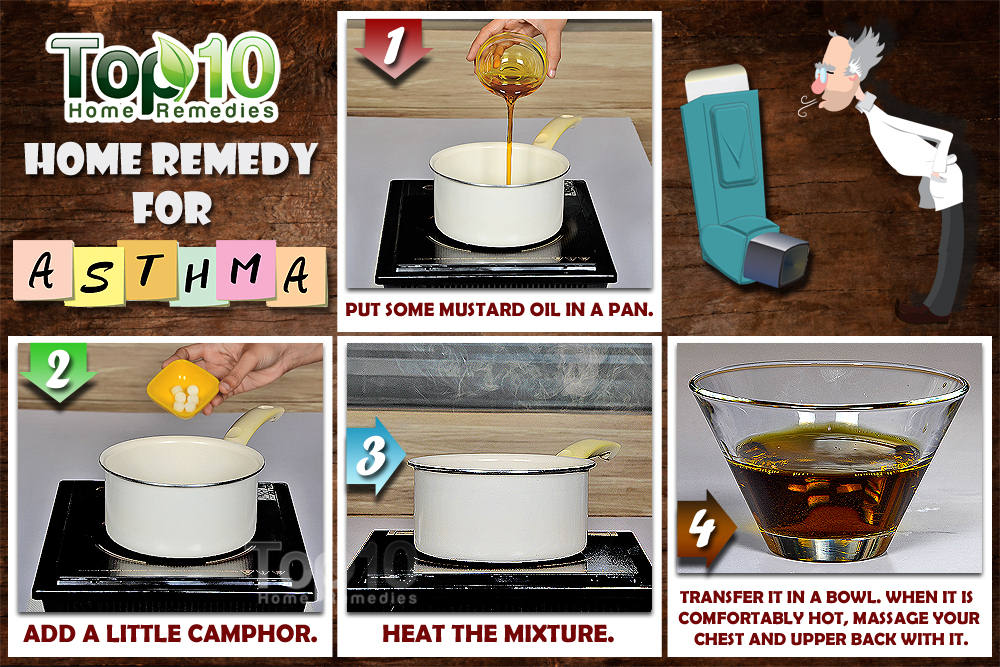 Top10
Home Remedies
HOME REMEDY
FOR
ASTHMA
1
PUT SOME MUSTARD OIL IN A PAN.
2
ADD A LITTLE CAMPHOR.
3
HEAT THE MIXTURE.
Top10
Home Remedies
4
TRANSFER IT IN A BOWL. WHEN IT IS
COMFORTABLY HOT, MASSAGE YOUR
CHEST AND UPPER BACK WITH IT.